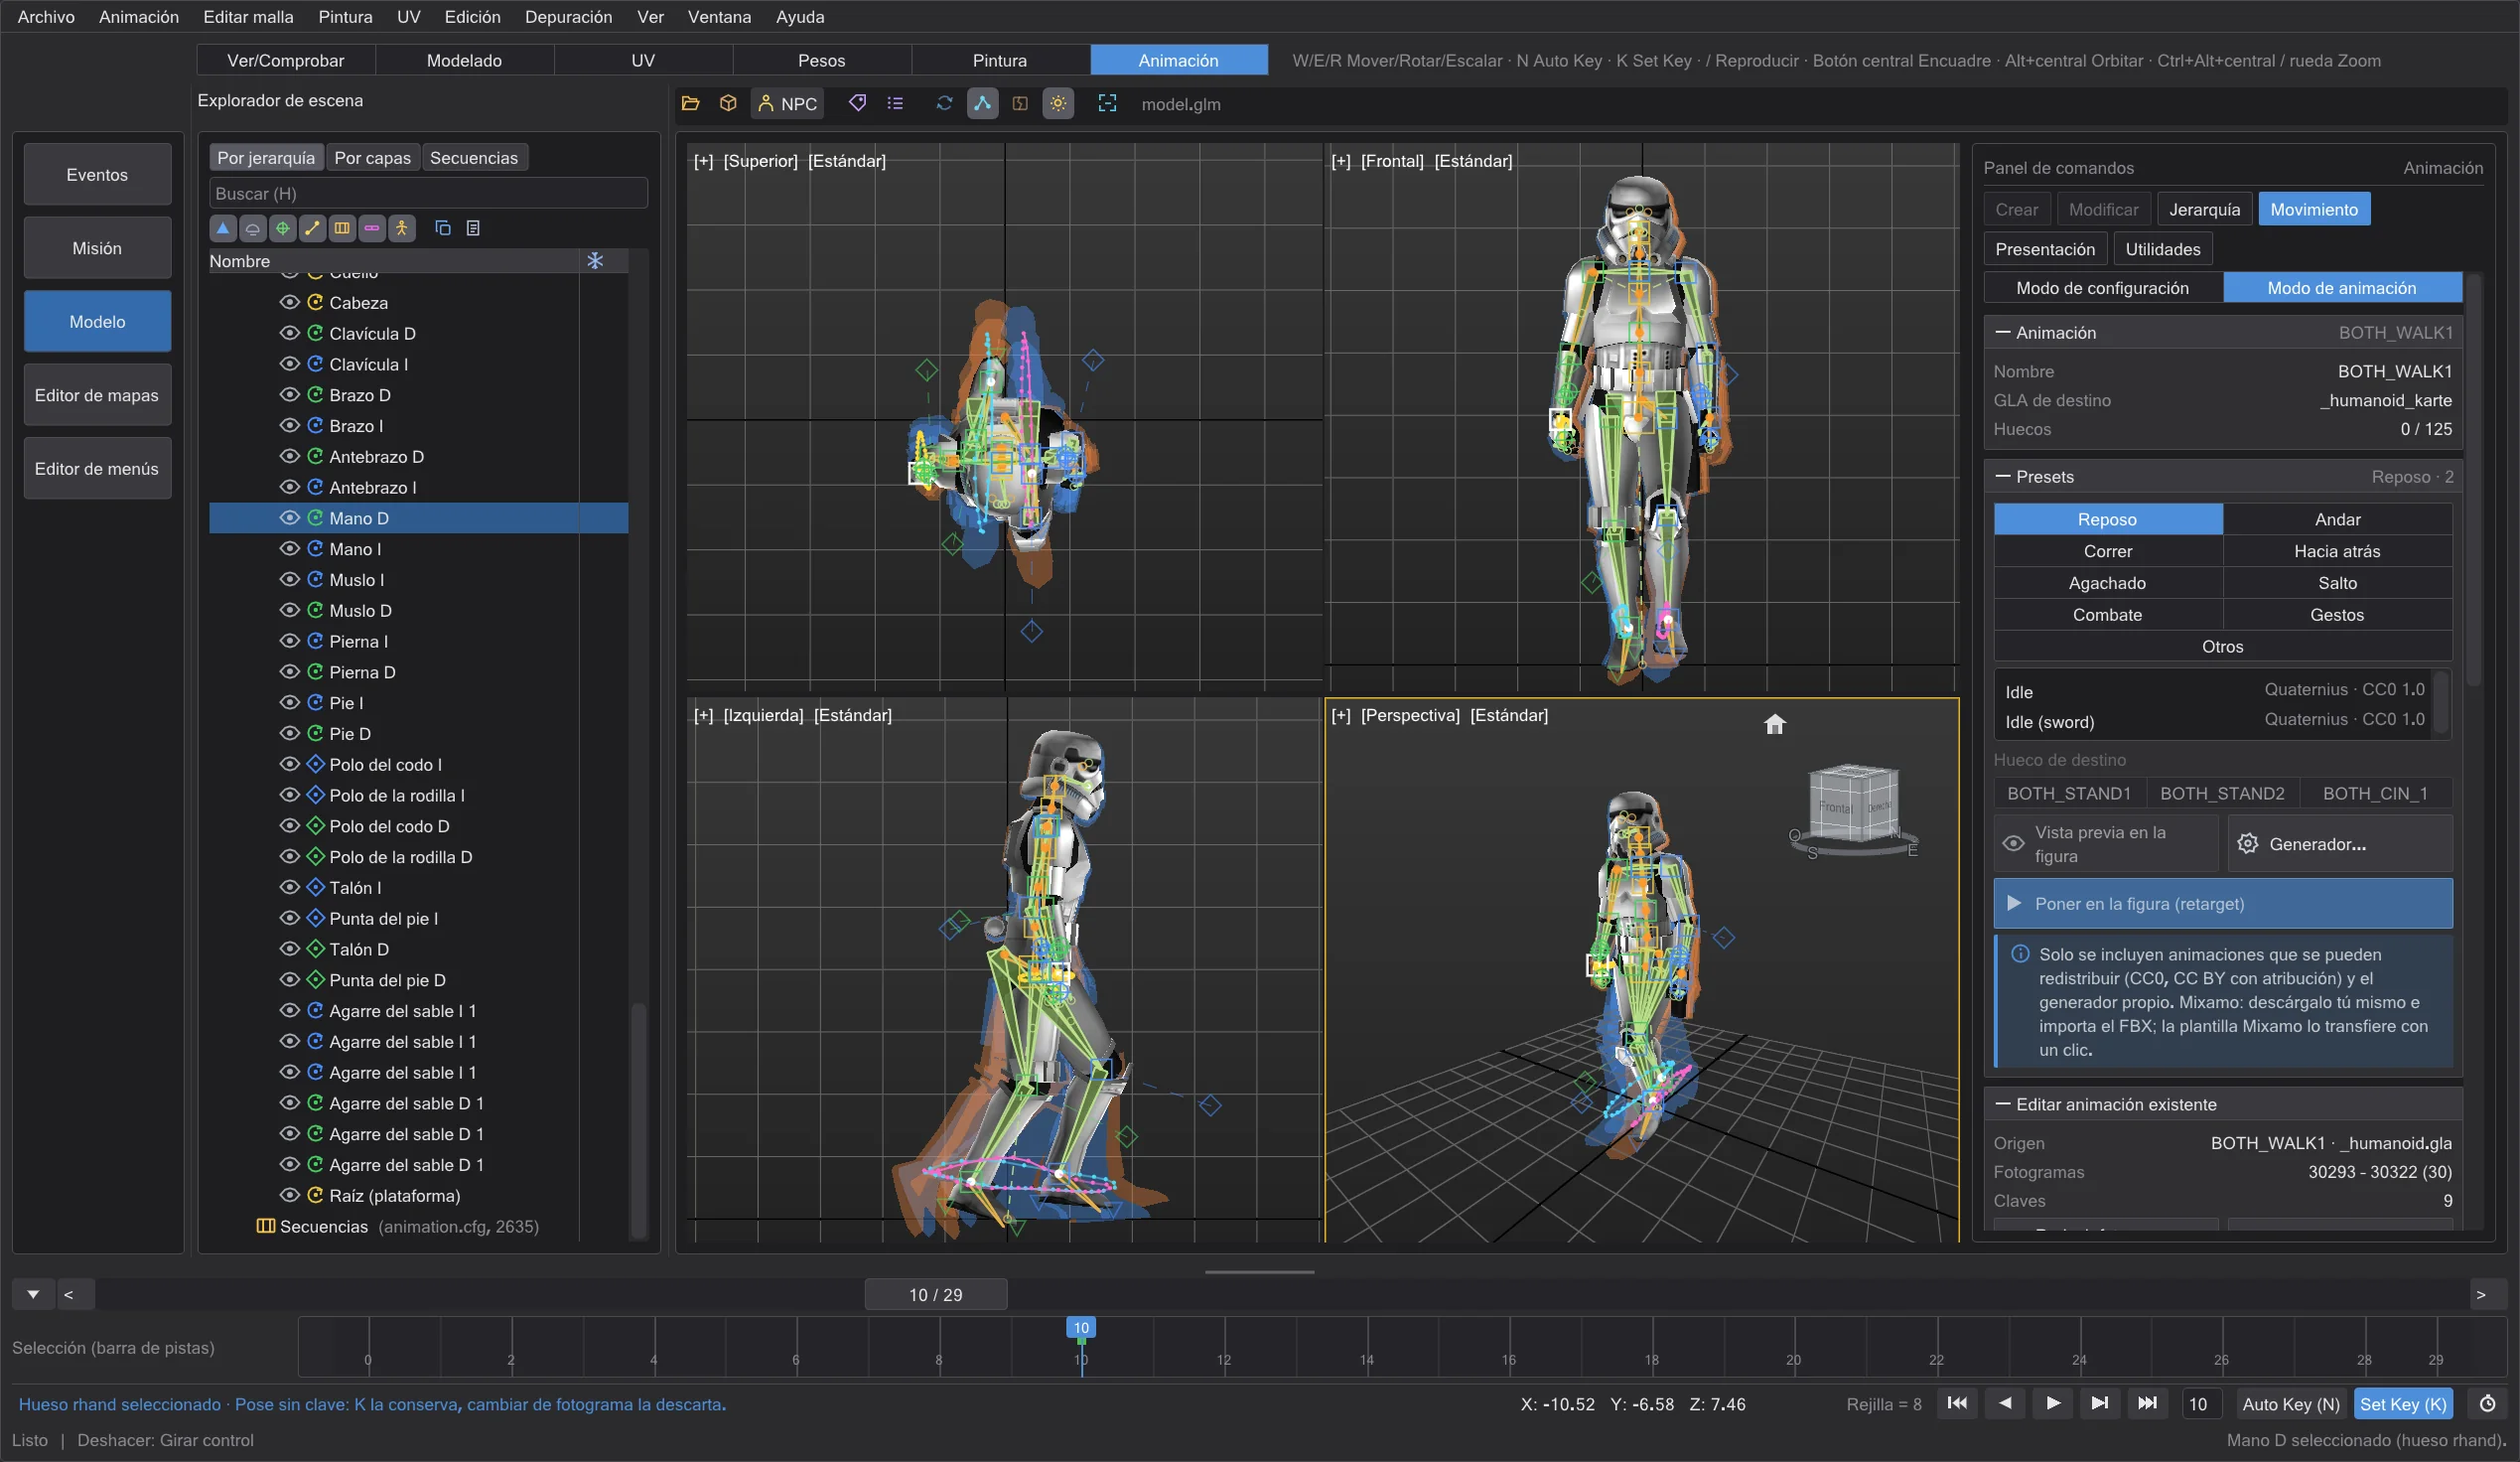 Archivo Animación Editar malla Pintura UV Edición Depuración Ver Ventana Ayuda
Ver/Comprobar Modelado UV Pesos Pintura Animación W/E/R Mover/Rotar/Escalar · N Auto Key · K Set Key · / Reproducir · Botón central Encuadre · Alt+central Orbitar · Ctrl+Alt+central / rueda Zoom
Explorador de escena
NPC model.glm
Eventos
Misión
Modelo
Editor de mapas
Editor de menús
Por jerarquía Por capas Secuencias
Buscar (H)
Nombre
Cuello
Cabeza
Clavícula D
Clavícula I
Brazo D
Brazo I
Antebrazo D
Antebrazo I
Mano D
Mano I
Muslo I
Muslo D
Pierna I
Pierna D
Pie I
Pie D
Polo del codo I
Polo de la rodilla I
Polo del codo D
Polo de la rodilla D
Talón I
Punta del pie I
Talón D
Punta del pie D
Agarre del sable I 1
Agarre del sable I 1
Agarre del sable I 1
Agarre del sable D 1
Agarre del sable D 1
Agarre del sable D 1
Raíz (plataforma)
Secuencias (animation.cfg, 2635)
[+] [Superior] [Estándar]
[+] [Frontal] [Estándar]
[+] [Izquierda] [Estándar]
[+] [Perspectiva] [Estándar]
Frontal
O S N E
Panel de comandos Animación
Crear Modificar Jerarquía Movimiento
Presentación Utilidades
Modo de configuración Modo de animación
Animación BOTH_WALK1
Nombre BOTH_WALK1
GLA de destino _humanoid_karte
Huecos 0 / 125
Presets Reposo · 2
Reposo Andar
Correr Hacia atrás
Agachado Salto
Combate Gestos
Otros
Idle Quaternius · CC0 1.0
Idle (sword) Quaternius · CC0 1.0
Hueco de destino
BOTH_STAND1 BOTH_STAND2 BOTH_CIN_1
Vista previa en la
figura
Generador...
Poner en la figura (retarget)
Solo se incluyen animaciones que se pueden
redistribuir (CC0, CC BY con atribución) y el
generador propio. Mixamo: descárgalo tú mismo e
importa el FBX; la plantilla Mixamo lo transfiere con
un clic.
Editar animación existente
Origen BOTH_WALK1 · _humanoid.gla
Fotogramas 30293 - 30322 (30)
Claves 9
< 10 / 29 >
Selección (barra de pistas)
10
0 2 4 6 8 10 12 14 16 18 20 22 24 26 28 29
Hueso rhand seleccionado · Pose sin clave: K la conserva, cambiar de fotograma la descarta.
X: -10.52 Y: -6.58 Z: 7.46 Rejilla = 8 10 Auto Key (N) Set Key (K)
Listo | Deshacer: Girar control
Mano D seleccionado (hueso rhand).